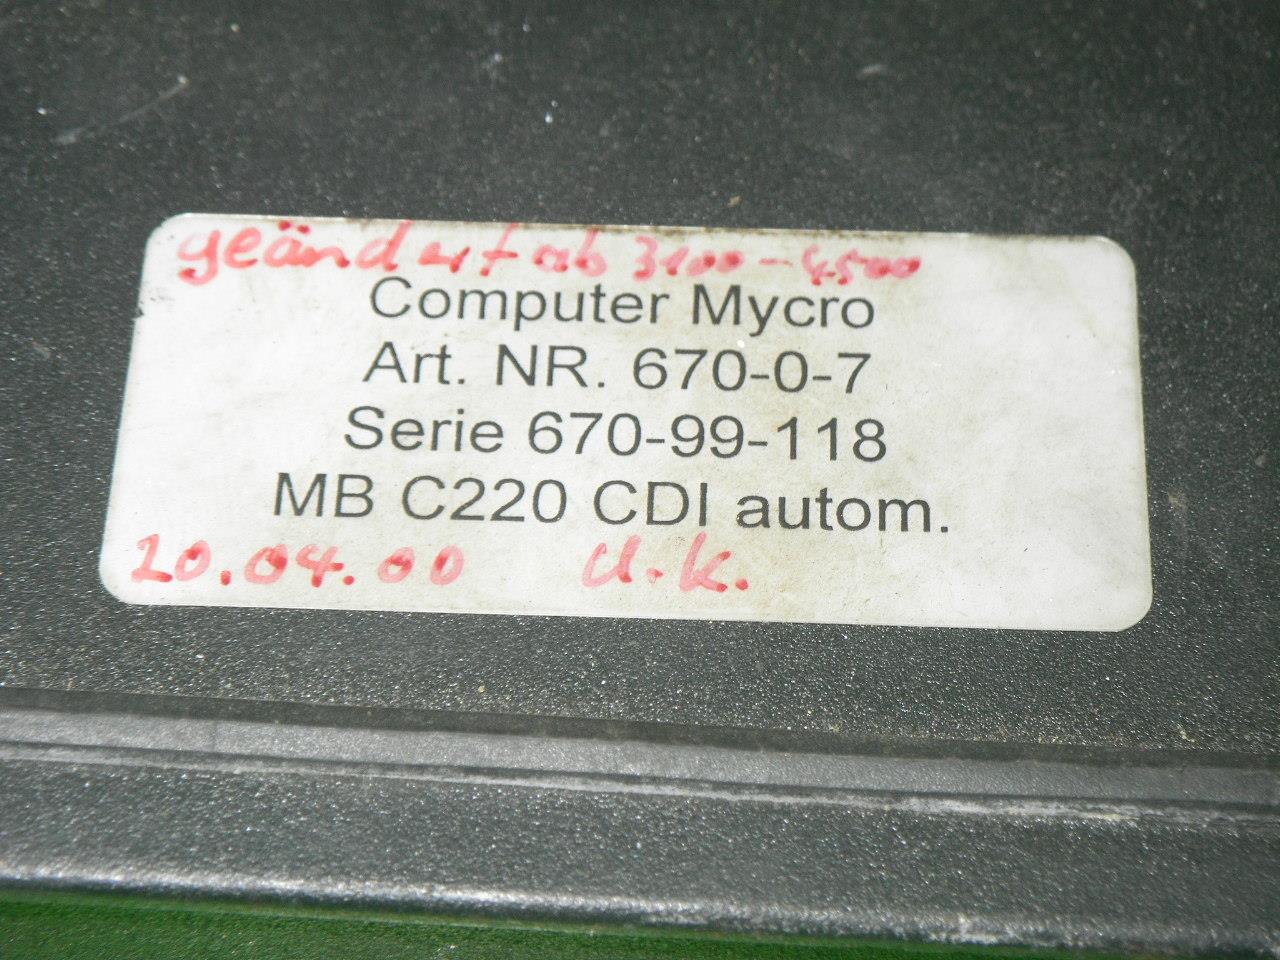 geändert ab 3100-4500
Computer Mycro
Art. NR. 670-0-7
Serie 670-99-118
MB C220 CDI autom.
20.04.00 U.K.